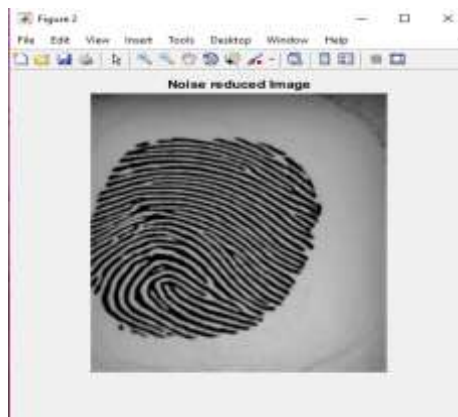 Figure 2
File Edit View Insert Tools Desktop Window Help
Noise reduced Image